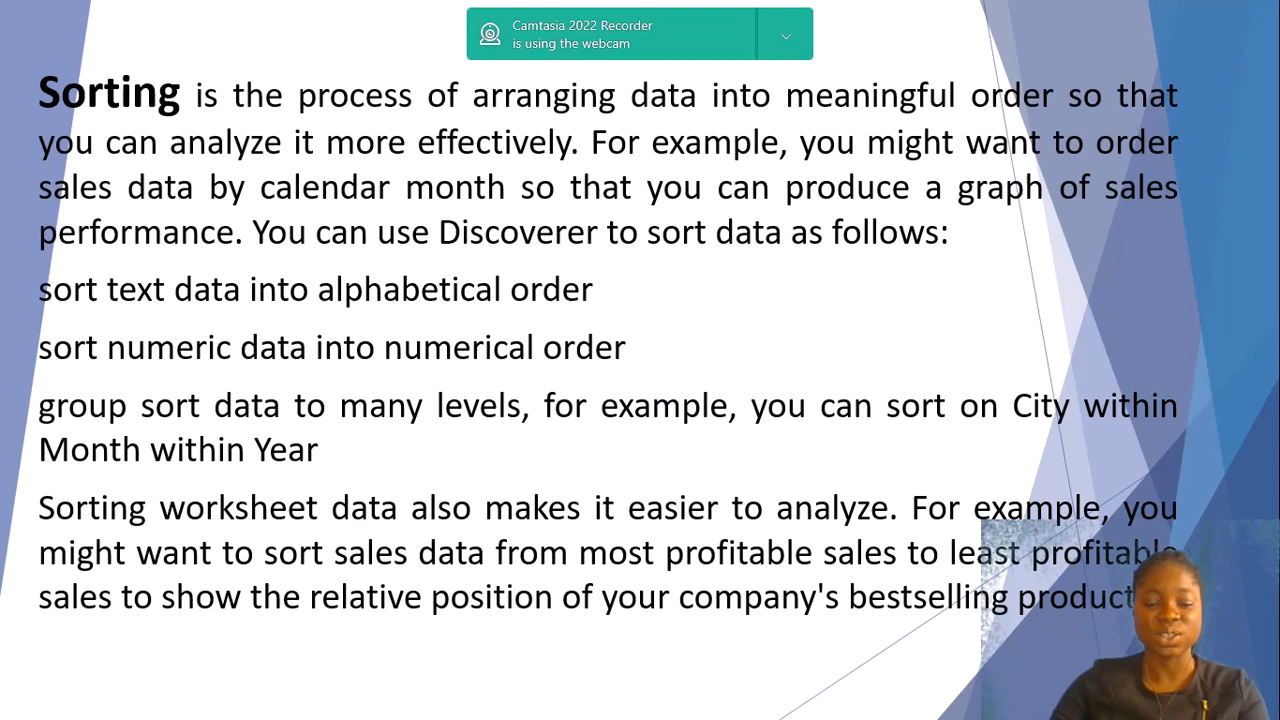 Camtasia 2022 Recorder
is using the webcam
Sorting is the process of arranging data into meaningful order so that
you can analyze it more effectively. For example, you might want to order
sales data by calendar month so that you can produce a graph of sales
performance. You can use Discoverer to sort data as follows:
sort text data into alphabetical order
sort numeric data into numerical order
group sort data to many levels, for example, you can sort on City within
Month within Year
Sorting worksheet data also makes it easier to analyze. For example, you
might want to sort sales data from most profitable sales to least profitable
sales to show the relative position of your company's bestselling product